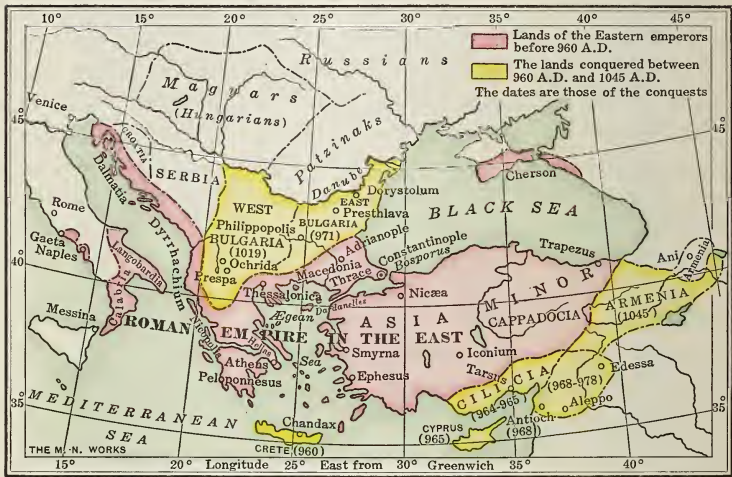 10° 15° 20° 25° 30° 35° 40° 45°
Lands of the Eastern emperors
before 960 A.D.
The lands conquered between
960 A.D. and 1045 A.D.
The dates are those of the conquests
Russians
Magyars
(Hungarians)
Patzinaks
Venice
45°
45°
CROATIA
SERBIA
Dalmatia
Danube
Dorystolum
Cherson
WEST
EAST
Presthlava
BULGARIA
(971)
BLACK SEA
Rome
Philippopolis
BULGARIA
(1019)
Adrianople
Constantinople
Bosporus
Trapezus
Ani
Armenia
Gaeta
Naples
Langobardia
Dyrrhachium
Ochrida
Prespa
Macedonia
Thrace
40°
40°
Thessalonica
Dardanelles
Nicæa
MINOR
ARMENIA
(1045)
Calabria
Messina
Ægean
ASIA
CAPPADOCIA
ROMAN EMPIRE IN THE EAST
Nicopolis
Hellas
Athens
Sea
Smyrna
Iconium
Edessa
Peloponnesus
Ephesus
Tarsus
CILICIA
(964-965)
(968-978)
Aleppo
35°
35°
MEDITERRANEAN
SEA
Chandax
CRETE (960)
CYPRUS
(965)
Antioch
(968)
THE M.-N. WORKS
15° 20° Longitude 25° East from 30° Greenwich 35° 40°